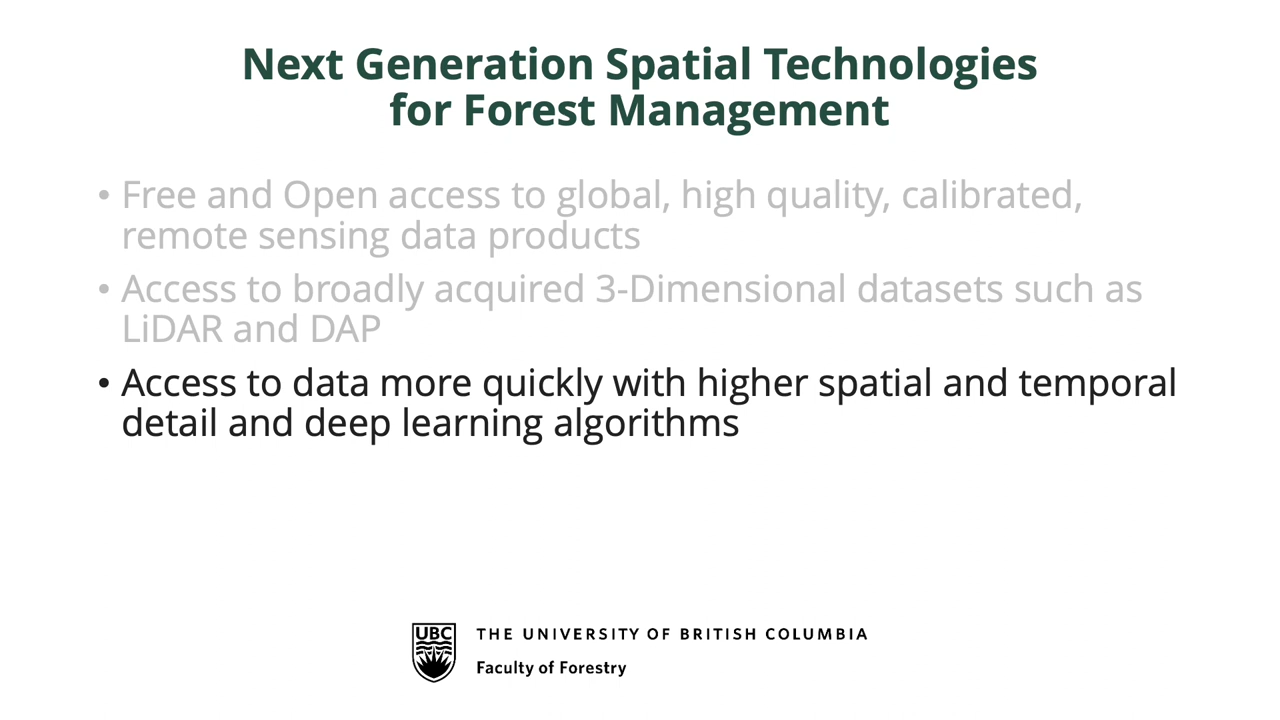 Next Generation Spatial Technologies
for Forest Management
• Free and Open access to global, high quality, calibrated,
remote sensing data products
• Access to broadly acquired 3-Dimensional datasets such as
LiDAR and DAP
• Access to data more quickly with higher spatial and temporal
detail and deep learning algorithms
UBC
THE UNIVERSITY OF BRITISH COLUMBIA
Faculty of Forestry